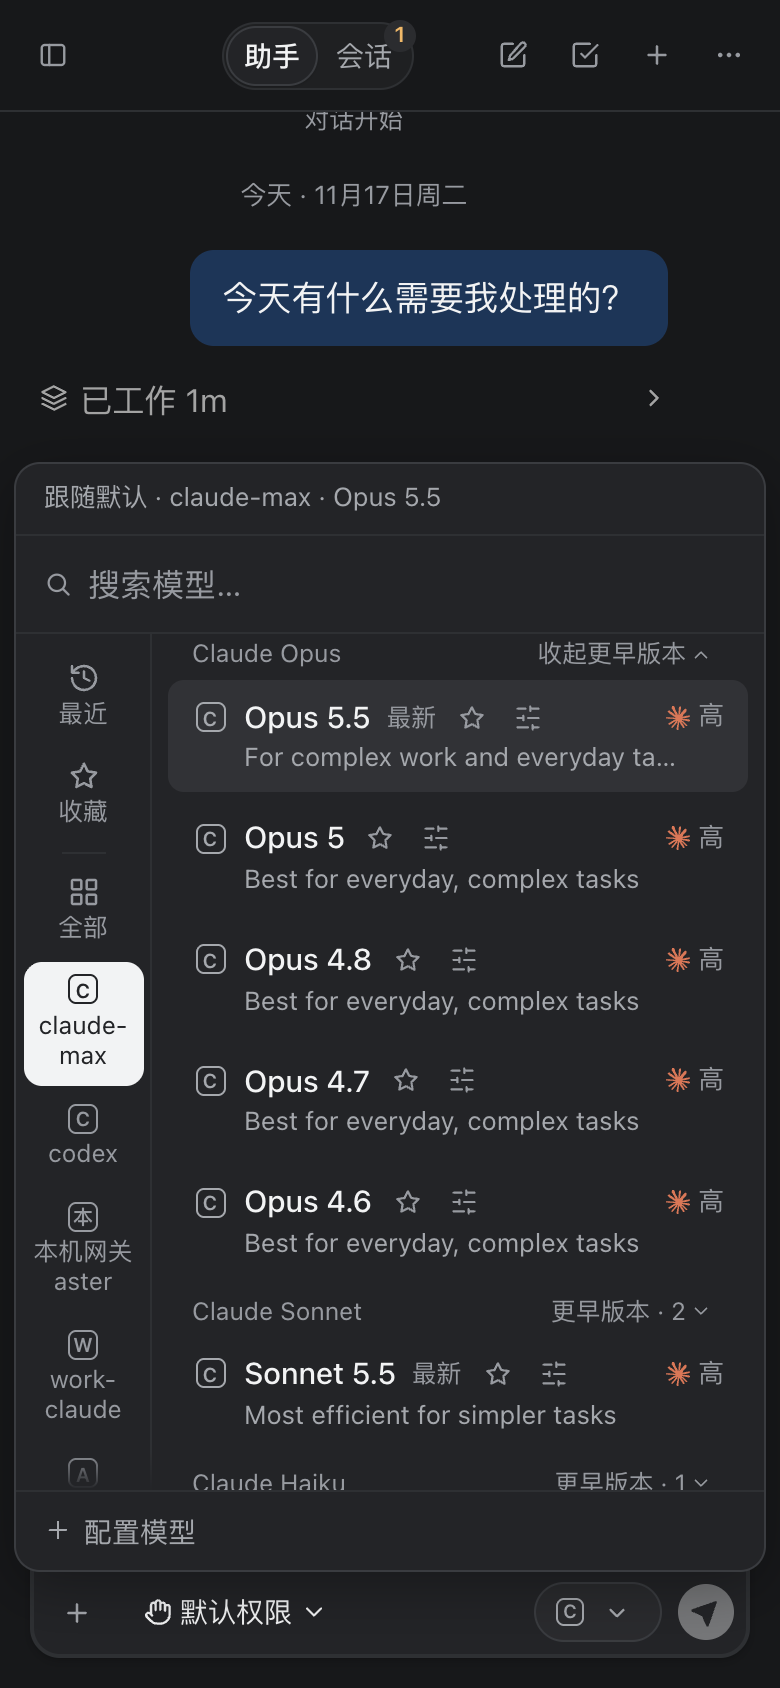 助手
会话
1
对话开始
今天 · 11月17日周二
今天有什么需要我处理的?
已工作 1m
跟随默认 · claude-max · Opus 5.5
搜索模型...
最近
收藏
全部
C
claude-
max
C
codex
本
本机网关
aster
W
work-
claude
A
Claude Opus
收起更早版本
C
Opus 5.5 最新
高
For complex work and everyday ta...
C
Opus 5
高
Best for everyday, complex tasks
C
Opus 4.8
高
Best for everyday, complex tasks
C
Opus 4.7
高
Best for everyday, complex tasks
C
Opus 4.6
高
Best for everyday, complex tasks
Claude Sonnet
更早版本 · 2
C
Sonnet 5.5 最新
高
Most efficient for simpler tasks
Claude Haiku
更早版本 · 1
配置模型
默认权限
C